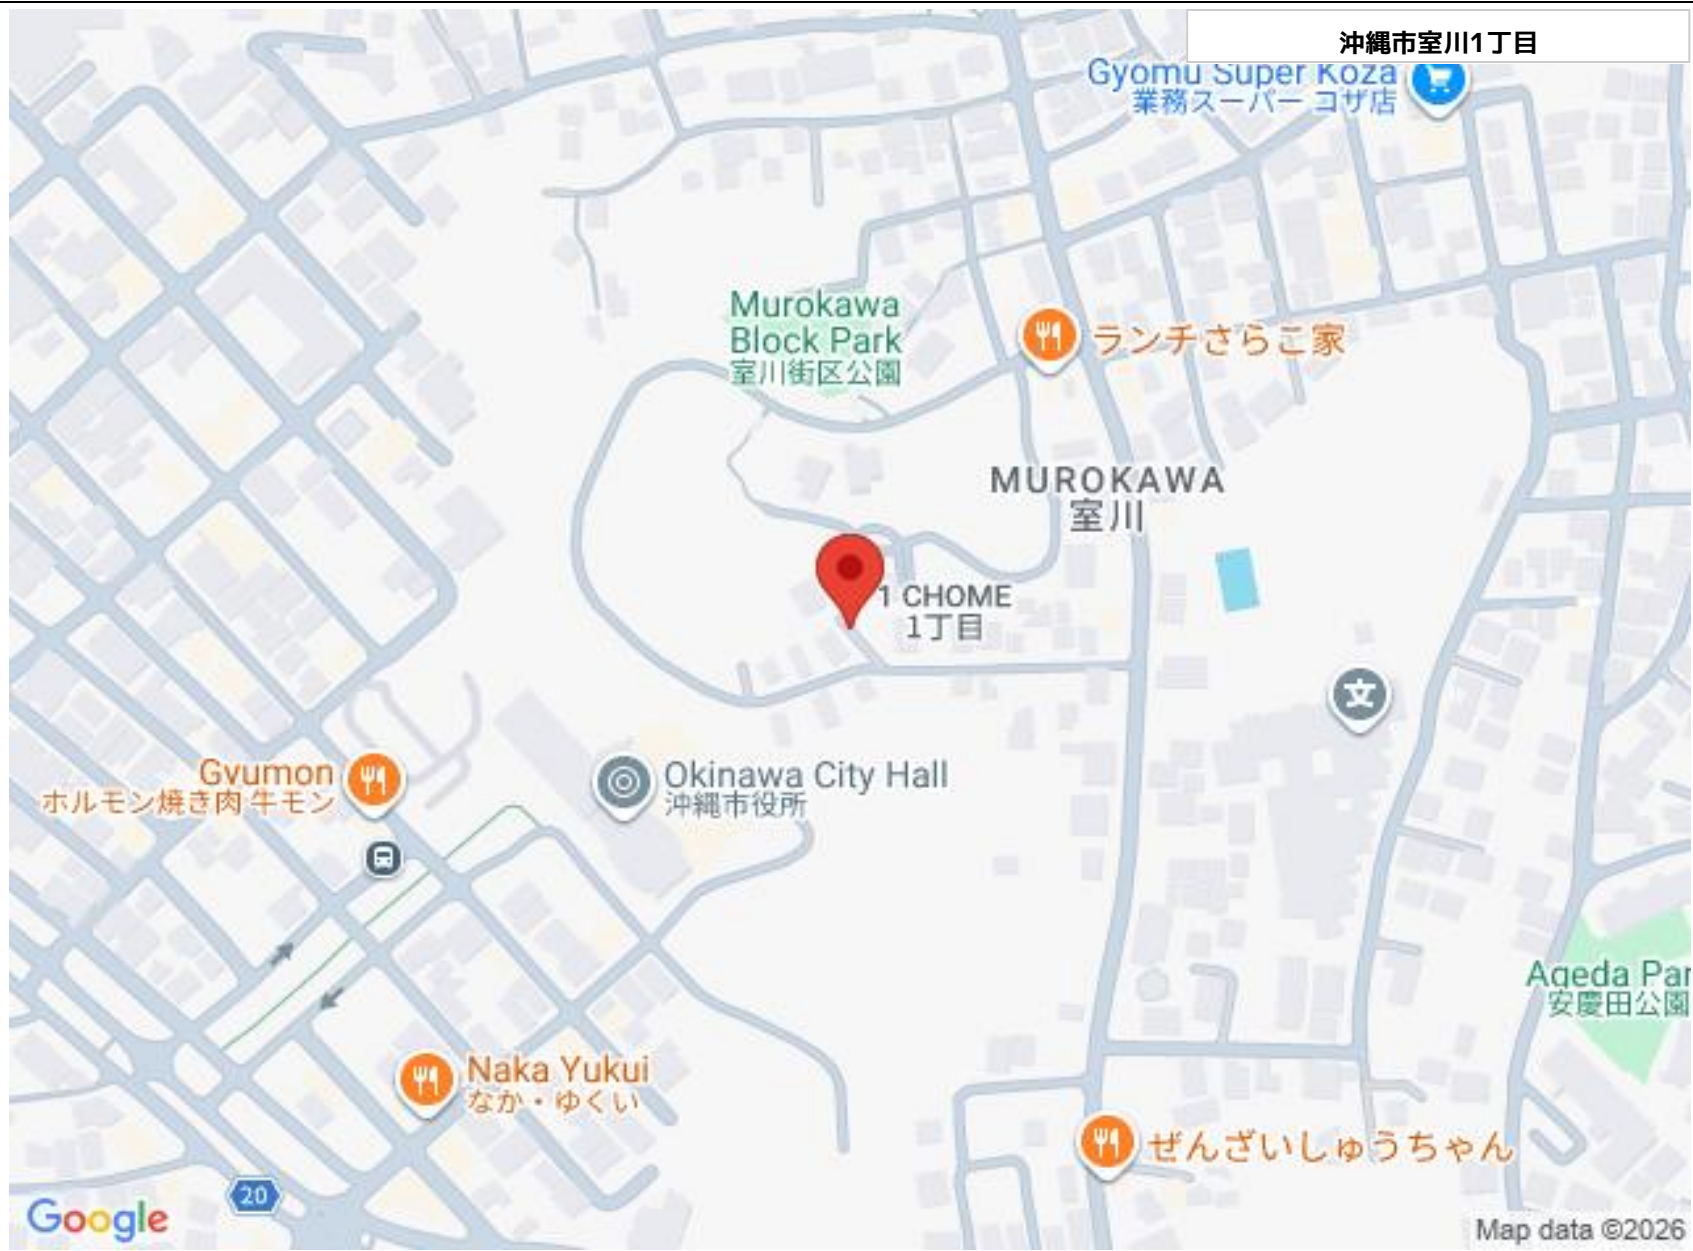 沖縄市室川1丁目
Gyomu Super Koza
業務スーパー コザ店
Murokawa
Block Park
室川街区公園
ランチさらこ家
MUROKAWA
室川
1 CHOME
1丁目
文
Gyumon
ホルモン焼き肉 牛モン
Okinawa City Hall
沖縄市役所
Ageda Par
安慶田公園
Naka Yukui
なか・ゆくい
ぜんざいしゅうちゃん
20
Google
Map data ©2026